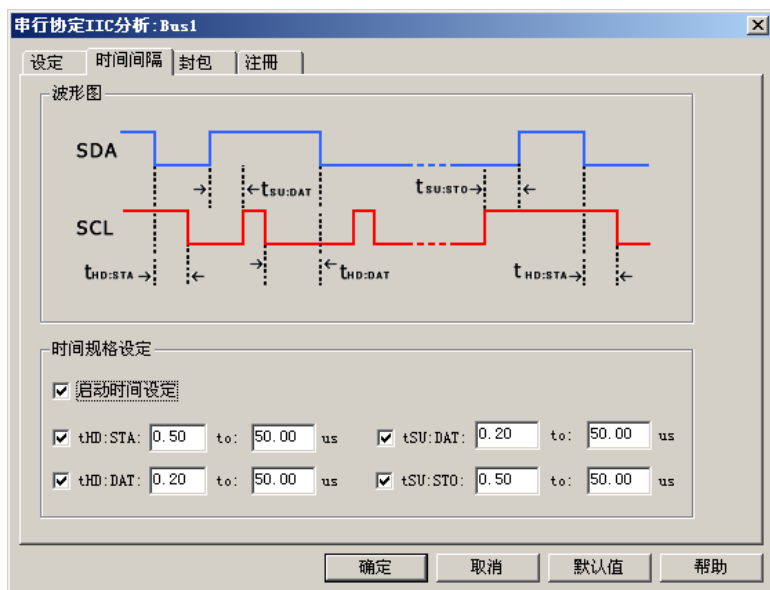 串行协定IIC分析:Bus1
设定 时间间隔 封包 注冊
波形图
SDA
tSU:DAT tSU:STO
SCL
tHD:STA tHD:DAT tHD:STA
时间规格设定
启动时间设定
tHD:STA: 0.50 to: 50.00 us tSU:DAT: 0.20 to: 50.00 us
tHD:DAT: 0.20 to: 50.00 us tSU:STO: 0.50 to: 50.00 us
确定 取消 默认值 帮助